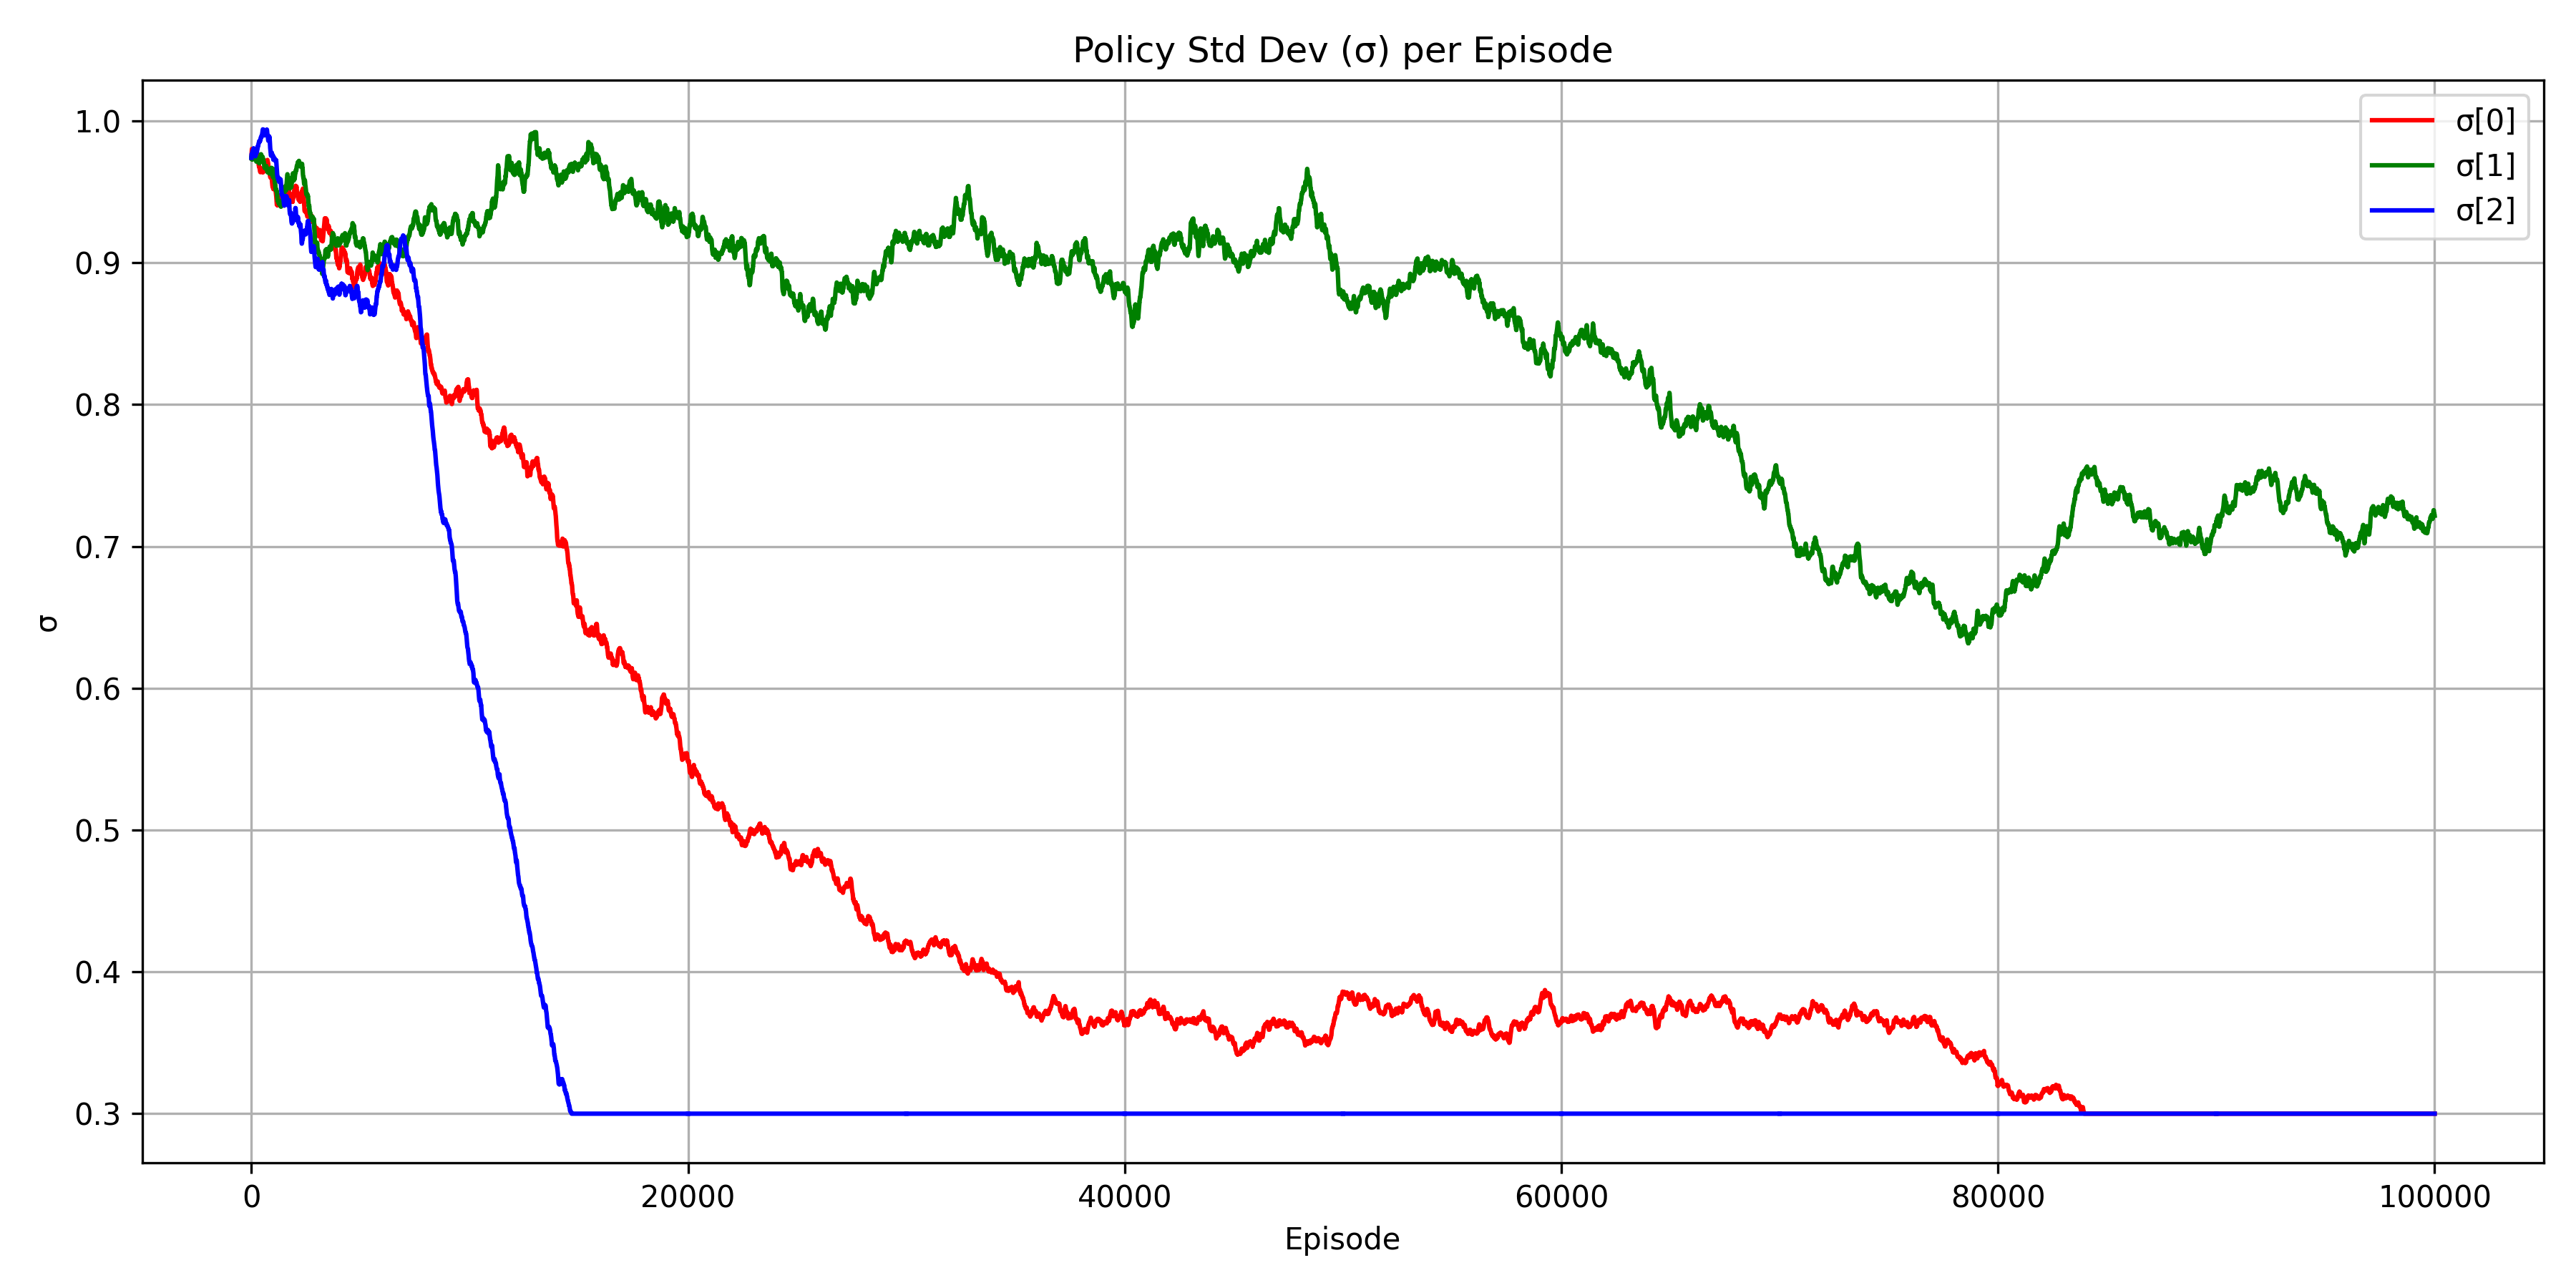 Policy Std Dev (σ) per Episode
σ[0]
σ[1]
σ[2]
1.0
0.9
0.8
0.7
0.6
0.5
0.4
0.3
σ
0 20000 40000 60000 80000 100000
Episode